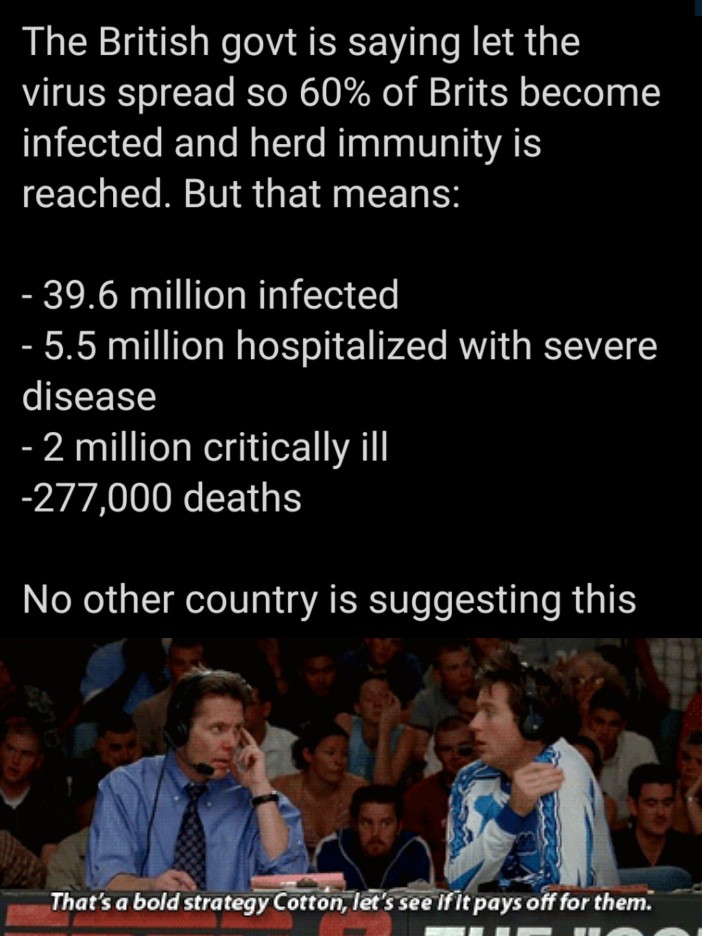 The British govt is saying let the
virus spread so 60% of Brits become
infected and herd immunity is
reached. But that means:
- 39.6 million infected
- 5.5 million hospitalized with severe
disease
- 2 million critically ill
-277,000 deaths
No other country is suggesting this
That's a bold strategy Cotton, let's see if it pays off for them.